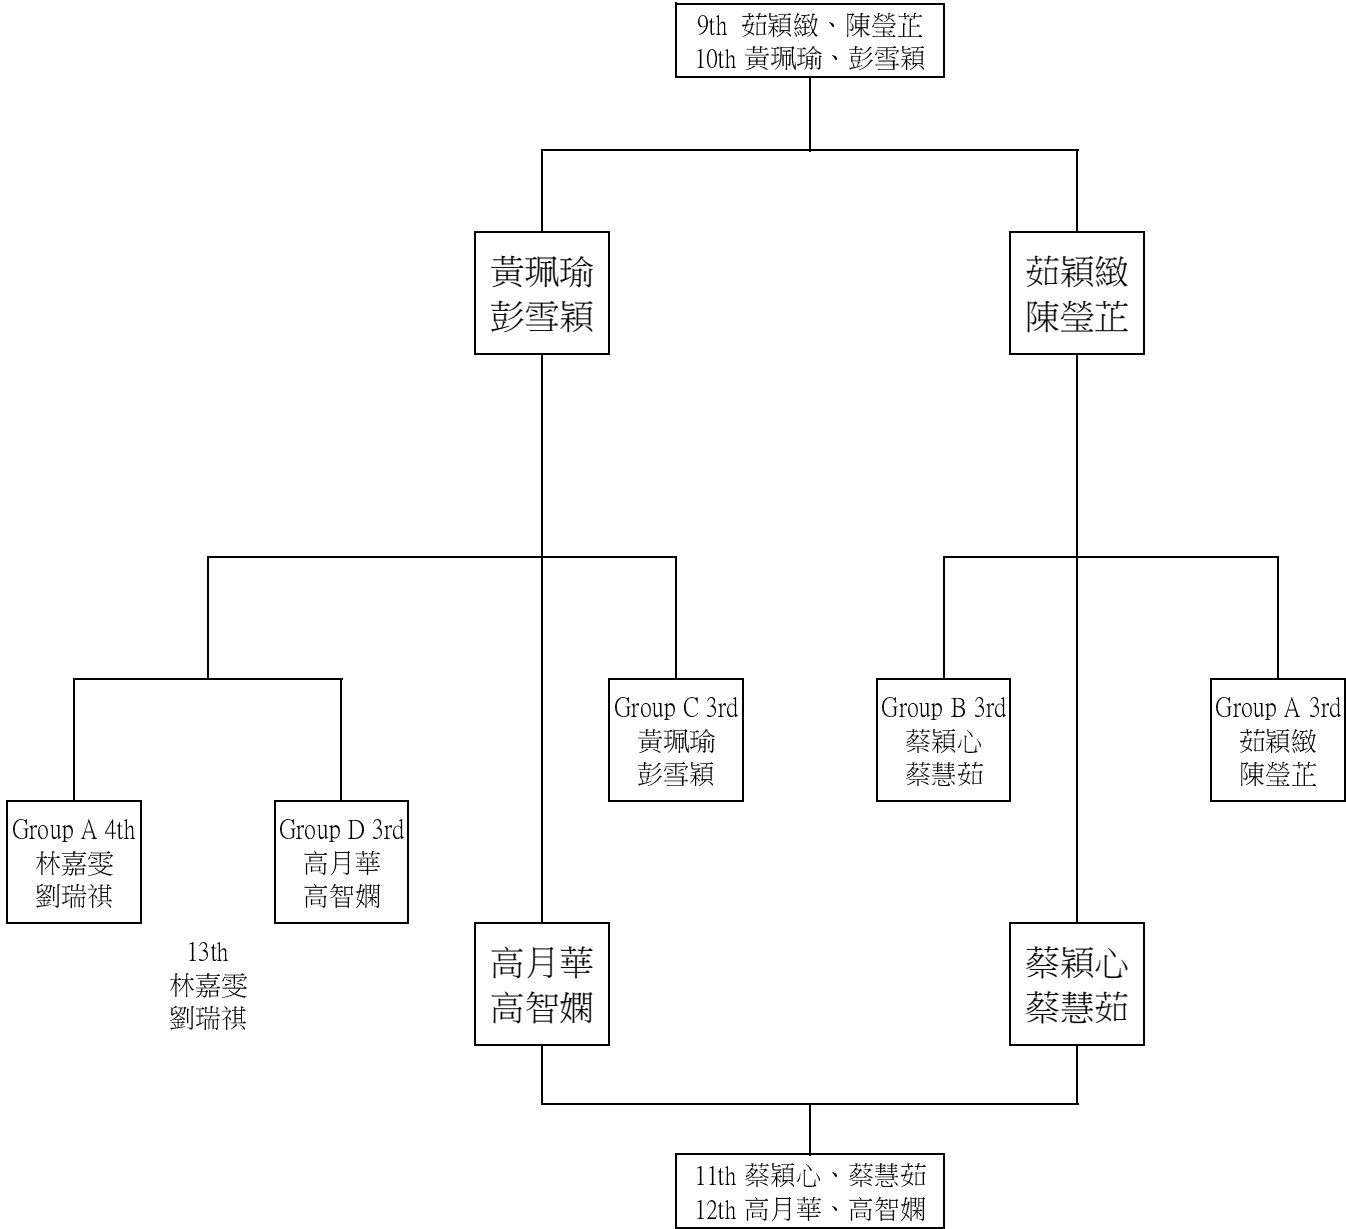 9th 茹穎緻、陳瑩芷
10th 黃珮瑜、彭雪穎
黃珮瑜
彭雪穎
茹穎緻
陳瑩芷
Group C 3rd
黃珮瑜
彭雪穎
Group B 3rd
蔡穎心
蔡慧茹
Group A 3rd
茹穎緻
陳瑩芷
Group A 4th
林嘉雯
劉瑞祺
Group D 3rd
高月華
高智嫻
13th
林嘉雯
劉瑞祺
高月華
高智嫻
蔡穎心
蔡慧茹
11th 蔡穎心、蔡慧茹
12th 高月華、高智嫻